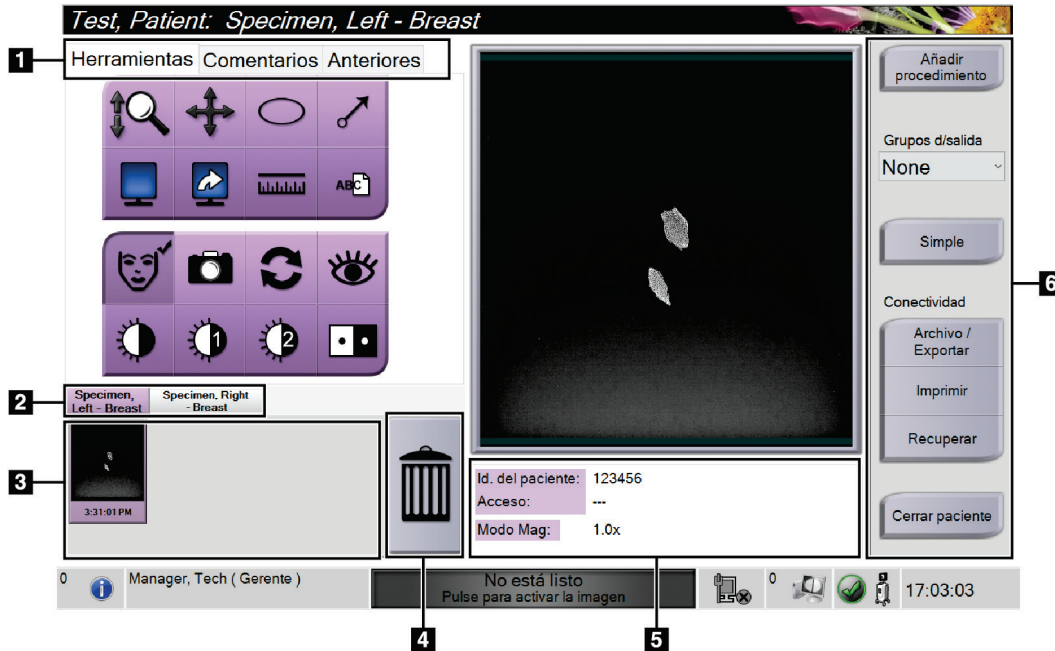 Test, Patient: Specimen, Left - Breast
1
Herramientas Comentarios Anteriores
ABC
1
2
2
Specimen,
Left - Breast
Specimen, Right
- Breast
3
3:31:01 PM
4
Id. del paciente: 123456
Acceso: ---
Modo Mag: 1.0x
5
Añadir
procedimiento
Grupos d/salida
None
Simple
Conectividad
Archivo /
Exportar
Imprimir
Recuperar
Cerrar paciente
6
0
Manager, Tech ( Gerente )
No está listo
Pulse para activar la imagen
0
17:03:03